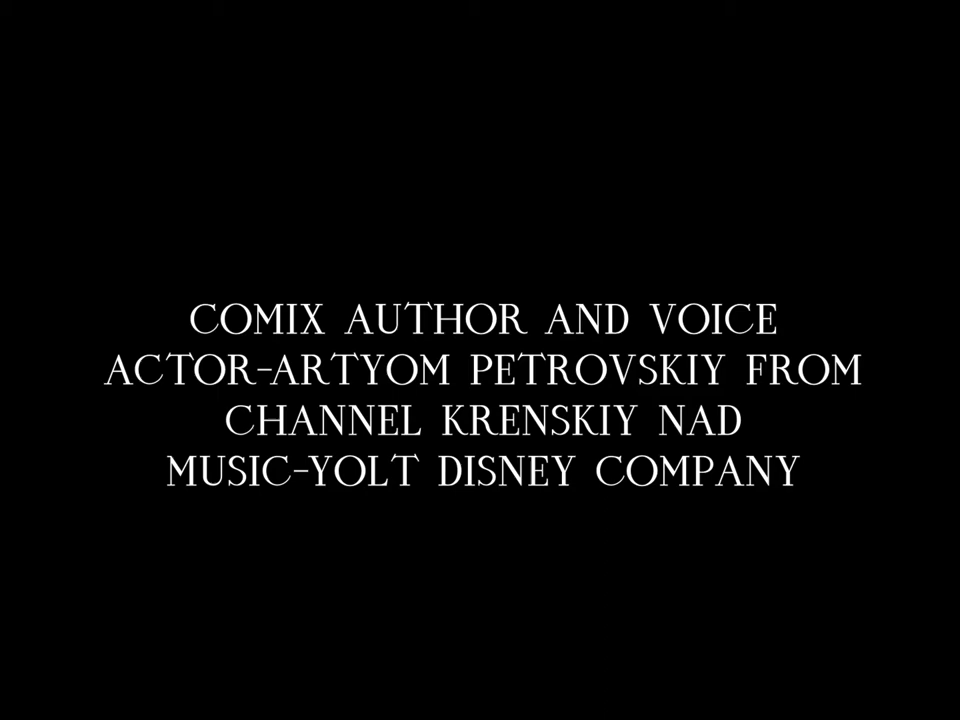 COMIX AUTHOR AND VOICE
ACTOR-ARTYOM PETROVSKIY FROM
CHANNEL KRENSKIY NAD
MUSIC-YOLT DISNEY COMPANY